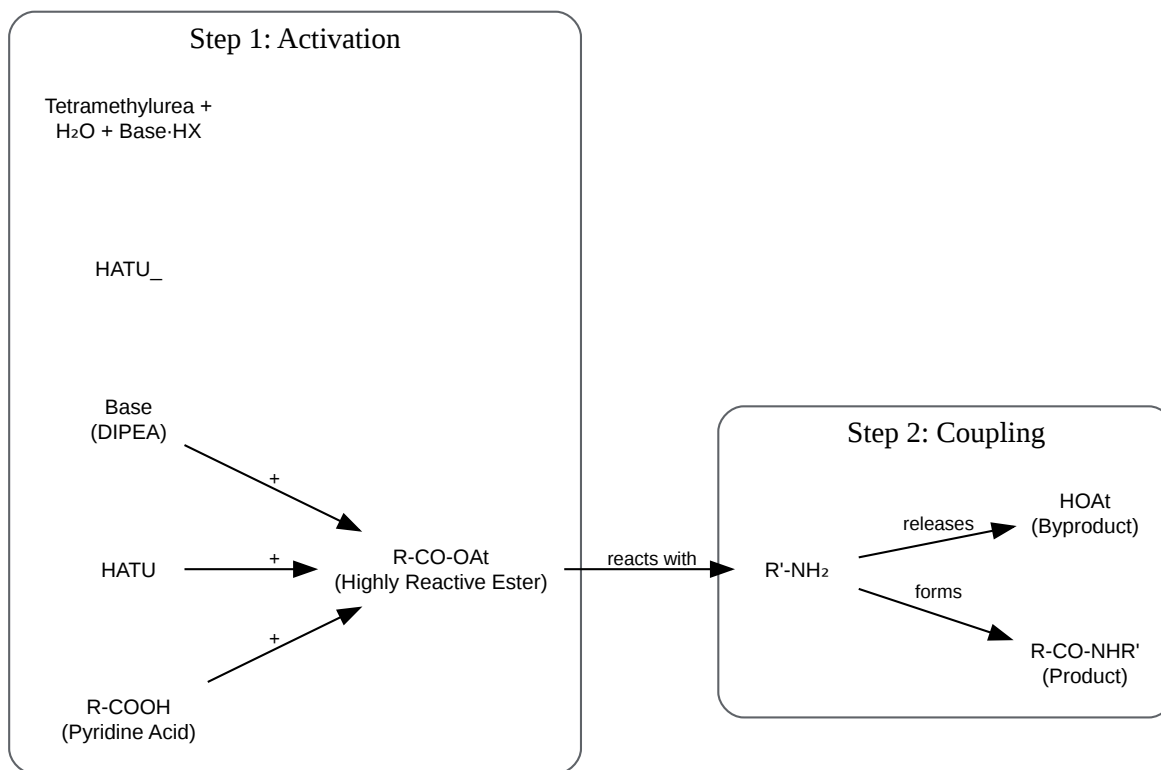 Step 1: Activation
Tetramethylurea +
H₂O + Base·HX
HATU_
Base
(DIPEA)
+
HATU
+
R-COOH
(Pyridine Acid)
+
R-CO-OAt
(Highly Reactive Ester)
reacts with
Step 2: Coupling
R'-NH₂
releases
HOAt
(Byproduct)
forms
R-CO-NHR'
(Product)